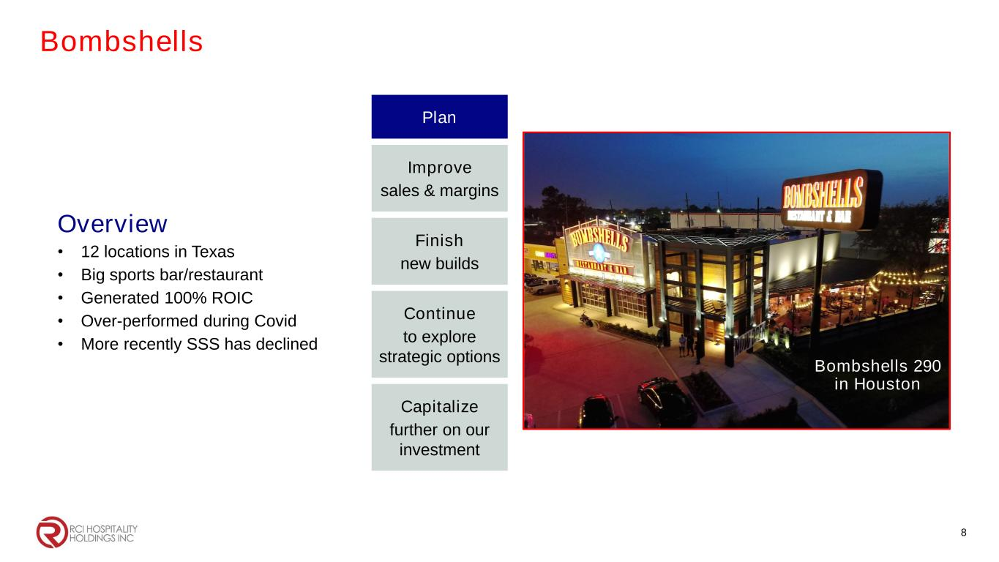 Bombshells
Overview
• 12 locations in Texas
• Big sports bar/restaurant
• Generated 100% ROIC
• Over-performed during Covid
• More recently SSS has declined
Plan
Improve
sales & margins
Finish
new builds
Continue
to explore
strategic options
Capitalize
further on our
investment
BOMBSHELLS
RESTAURANT & BAR
BOMBSHELLS
RESTAURANT & BAR
Bombshells 290
in Houston
R
RCI HOSPITALITY
HOLDINGS INC
8